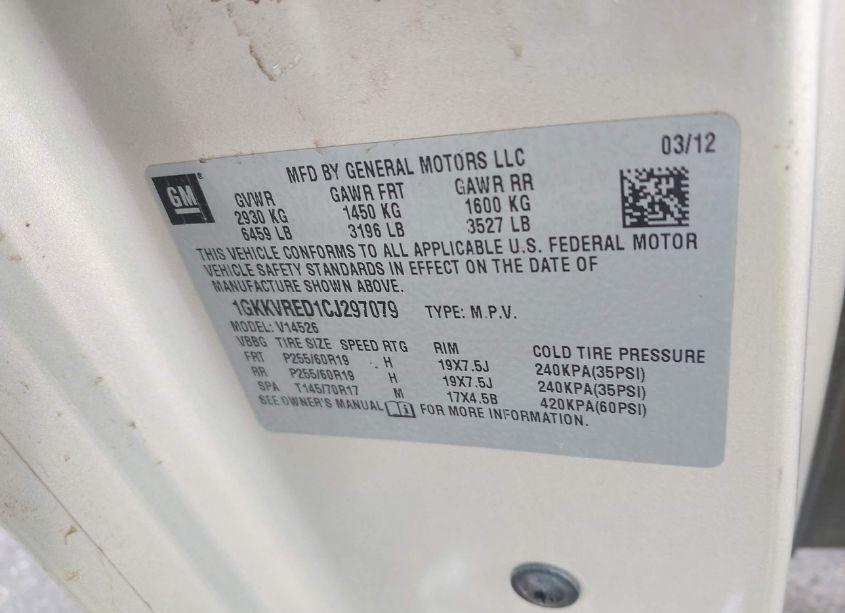 GM
MFD BY GENERAL MOTORS LLC 03/12
GVWR GAWR FRT GAWR RR
2930 KG 1450 KG 1600 KG
6459 LB 3196 LB 3527 LB
THIS VEHICLE CONFORMS TO ALL APPLICABLE U.S. FEDERAL MOTOR
VEHICLE SAFETY STANDARDS IN EFFECT ON THE DATE OF
MANUFACTURE SHOWN ABOVE.
1GKKVRED1CJ297079 TYPE: M.P.V.
MODEL: V14526
VBBG TIRE SIZE SPEED RTG RIM COLD TIRE PRESSURE
FRT P255/60R19 H 19X7.5J 240KPA(35PSI)
RR P255/60R19 H 19X7.5J 240KPA(35PSI)
SPA T145/70R17 M 17X4.5B 420KPA(60PSI)
SEE OWNER'S MANUAL FOR MORE INFORMATION.